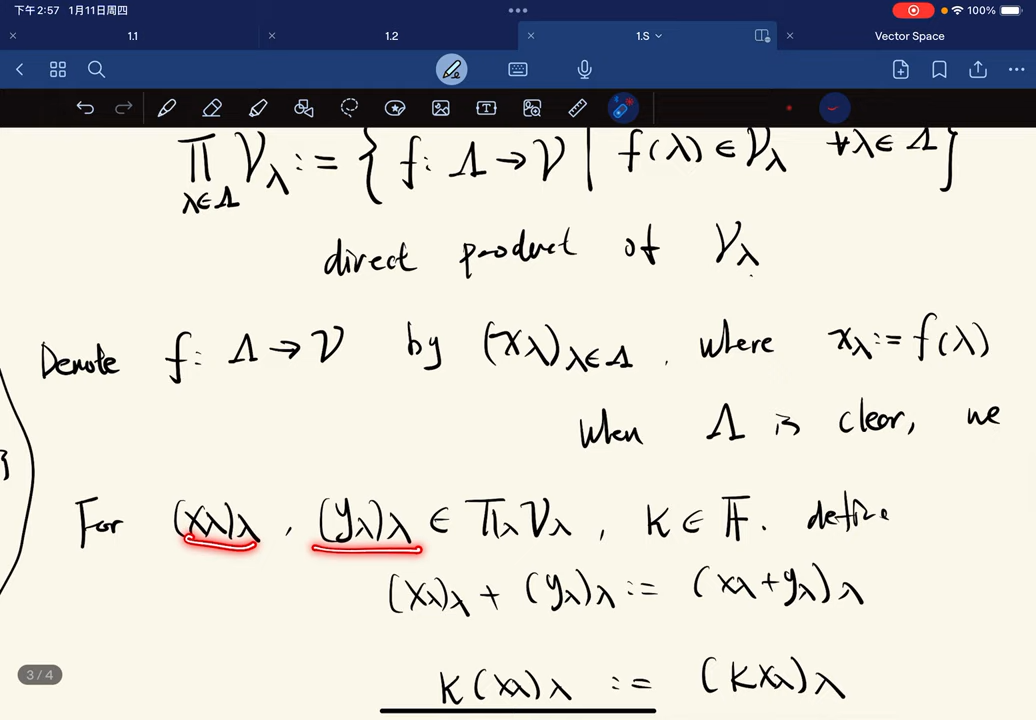 下午 2:57 1月11日周四
100%
1.1
1.2
1.S
Vector Space
∏_{λ∈Λ} V_λ := { f: Λ → V | f(λ) ∈ V_λ ∀λ∈Λ }
direct product of V_λ
Denote f: Λ → V by (x_λ)_{λ∈Λ}, where x_λ := f(λ)
When Λ is clear, we
For (x_λ)_λ, (y_λ)_λ ∈ ∏_λ V_λ, K ∈ F. define
(x_λ)_λ + (y_λ)_λ := (x_λ + y_λ)_λ
K(x_λ)_λ := (K x_λ)_λ
3 / 4